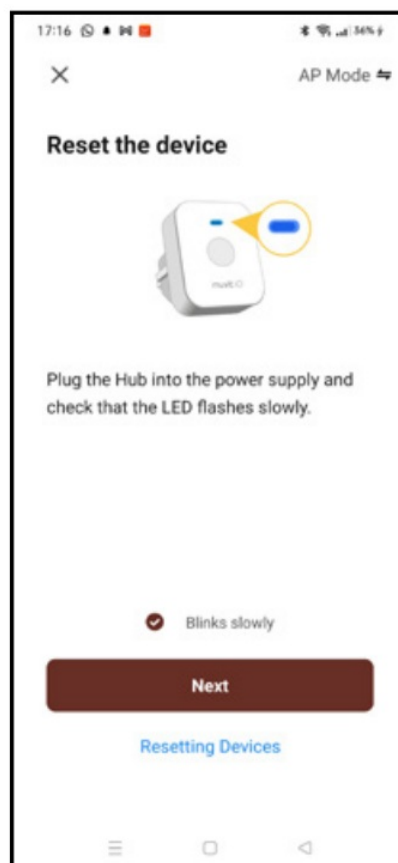 17:16
36%
AP Mode
Reset the device
Plug the Hub into the power supply and
check that the LED flashes slowly.
Blinks slowly
Next
Resetting Devices